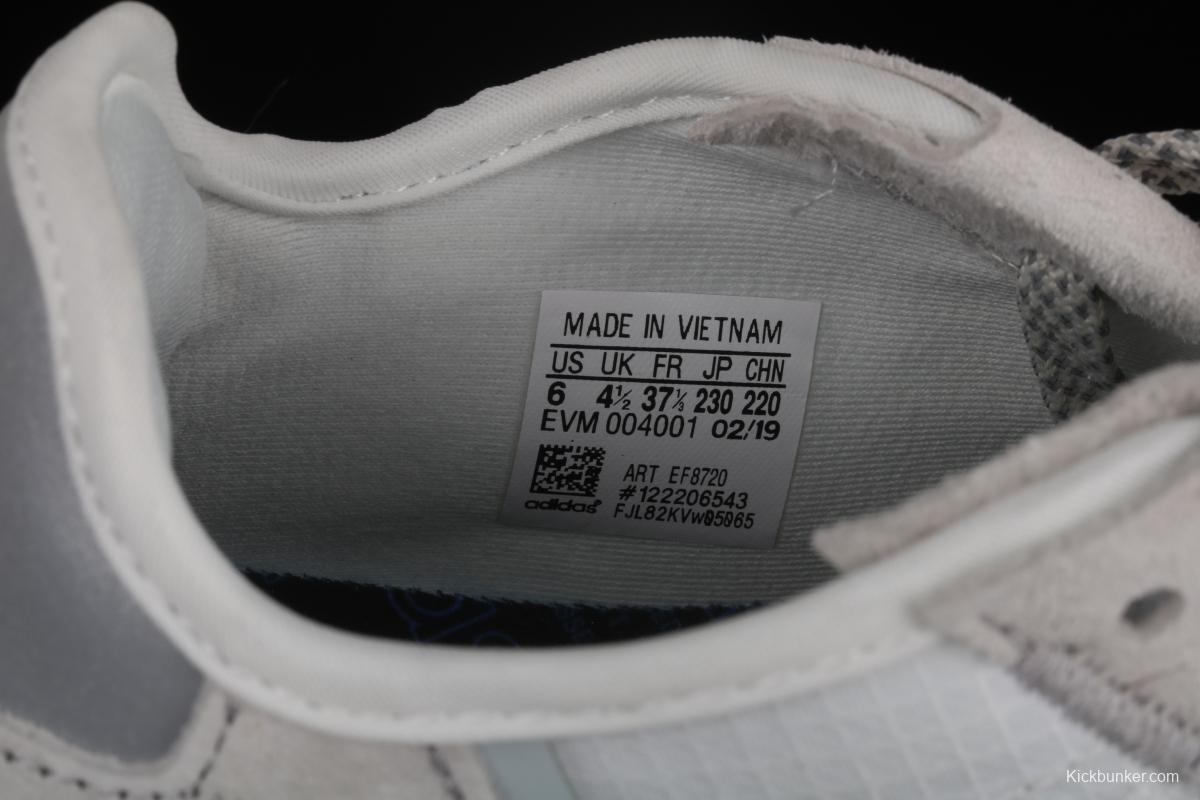 MADE IN VIETNAM
US UK FR JP CHN
6 4½ 37⅓ 230 220
EVM 004001 02/19
ART EF8720
#122206543
adidas®
FJL82KVW05065
Kickbunker.com